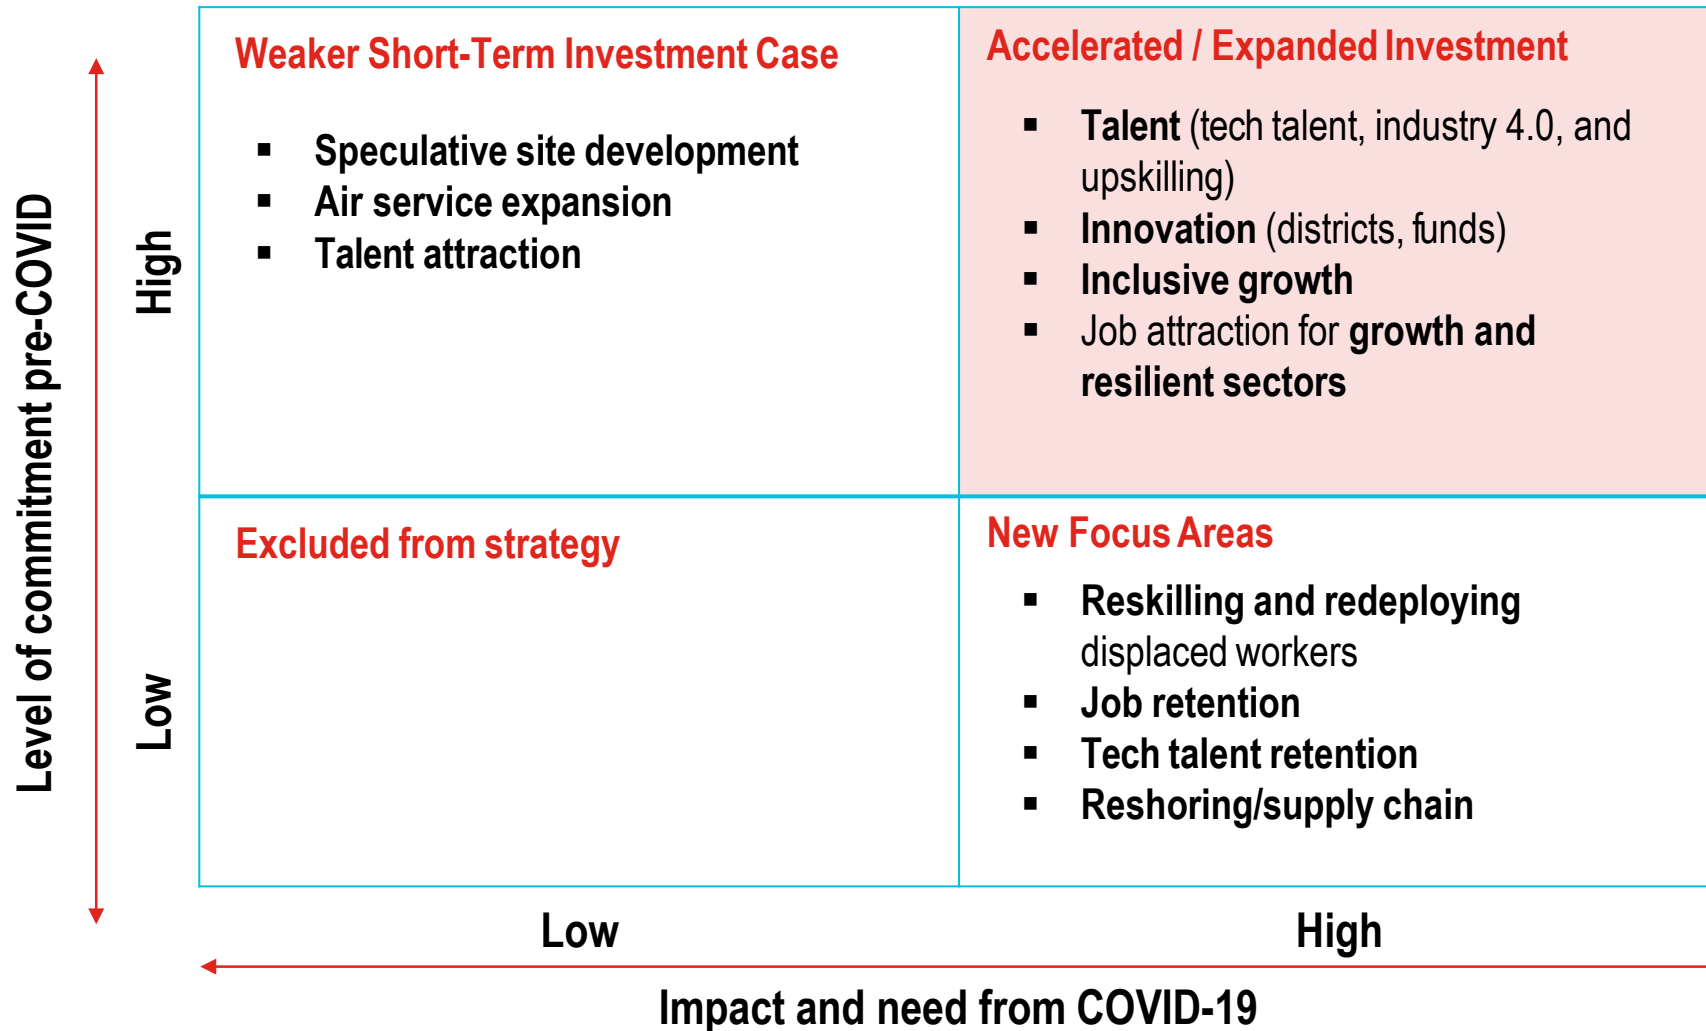 Weaker Short-Term Investment Case
▪ Speculative site development
▪ Air service expansion
▪ Talent attraction
Accelerated / Expanded Investment
▪ Talent (tech talent, industry 4.0, and
upskilling)
▪ Innovation (districts, funds)
▪ Inclusive growth
▪ Job attraction for growth and
resilient sectors
Excluded from strategy
New Focus Areas
▪ Reskilling and redeploying
displaced workers
▪ Job retention
▪ Tech talent retention
▪ Reshoring/supply chain
Level of commitment pre-COVID
High
Low
Low
High
Impact and need from COVID-19